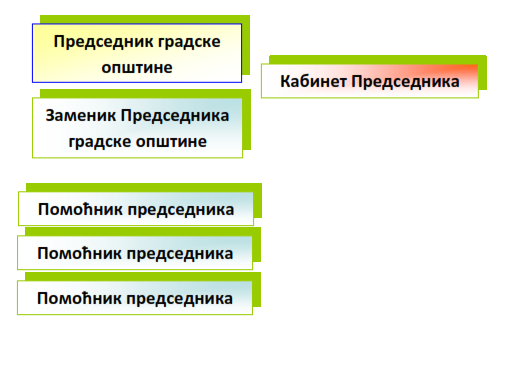 Председник градске
општине
Кабинет Председника
Заменик Председника
градске општине
Помоћник председника
Помоћник председника
Помоћник председника